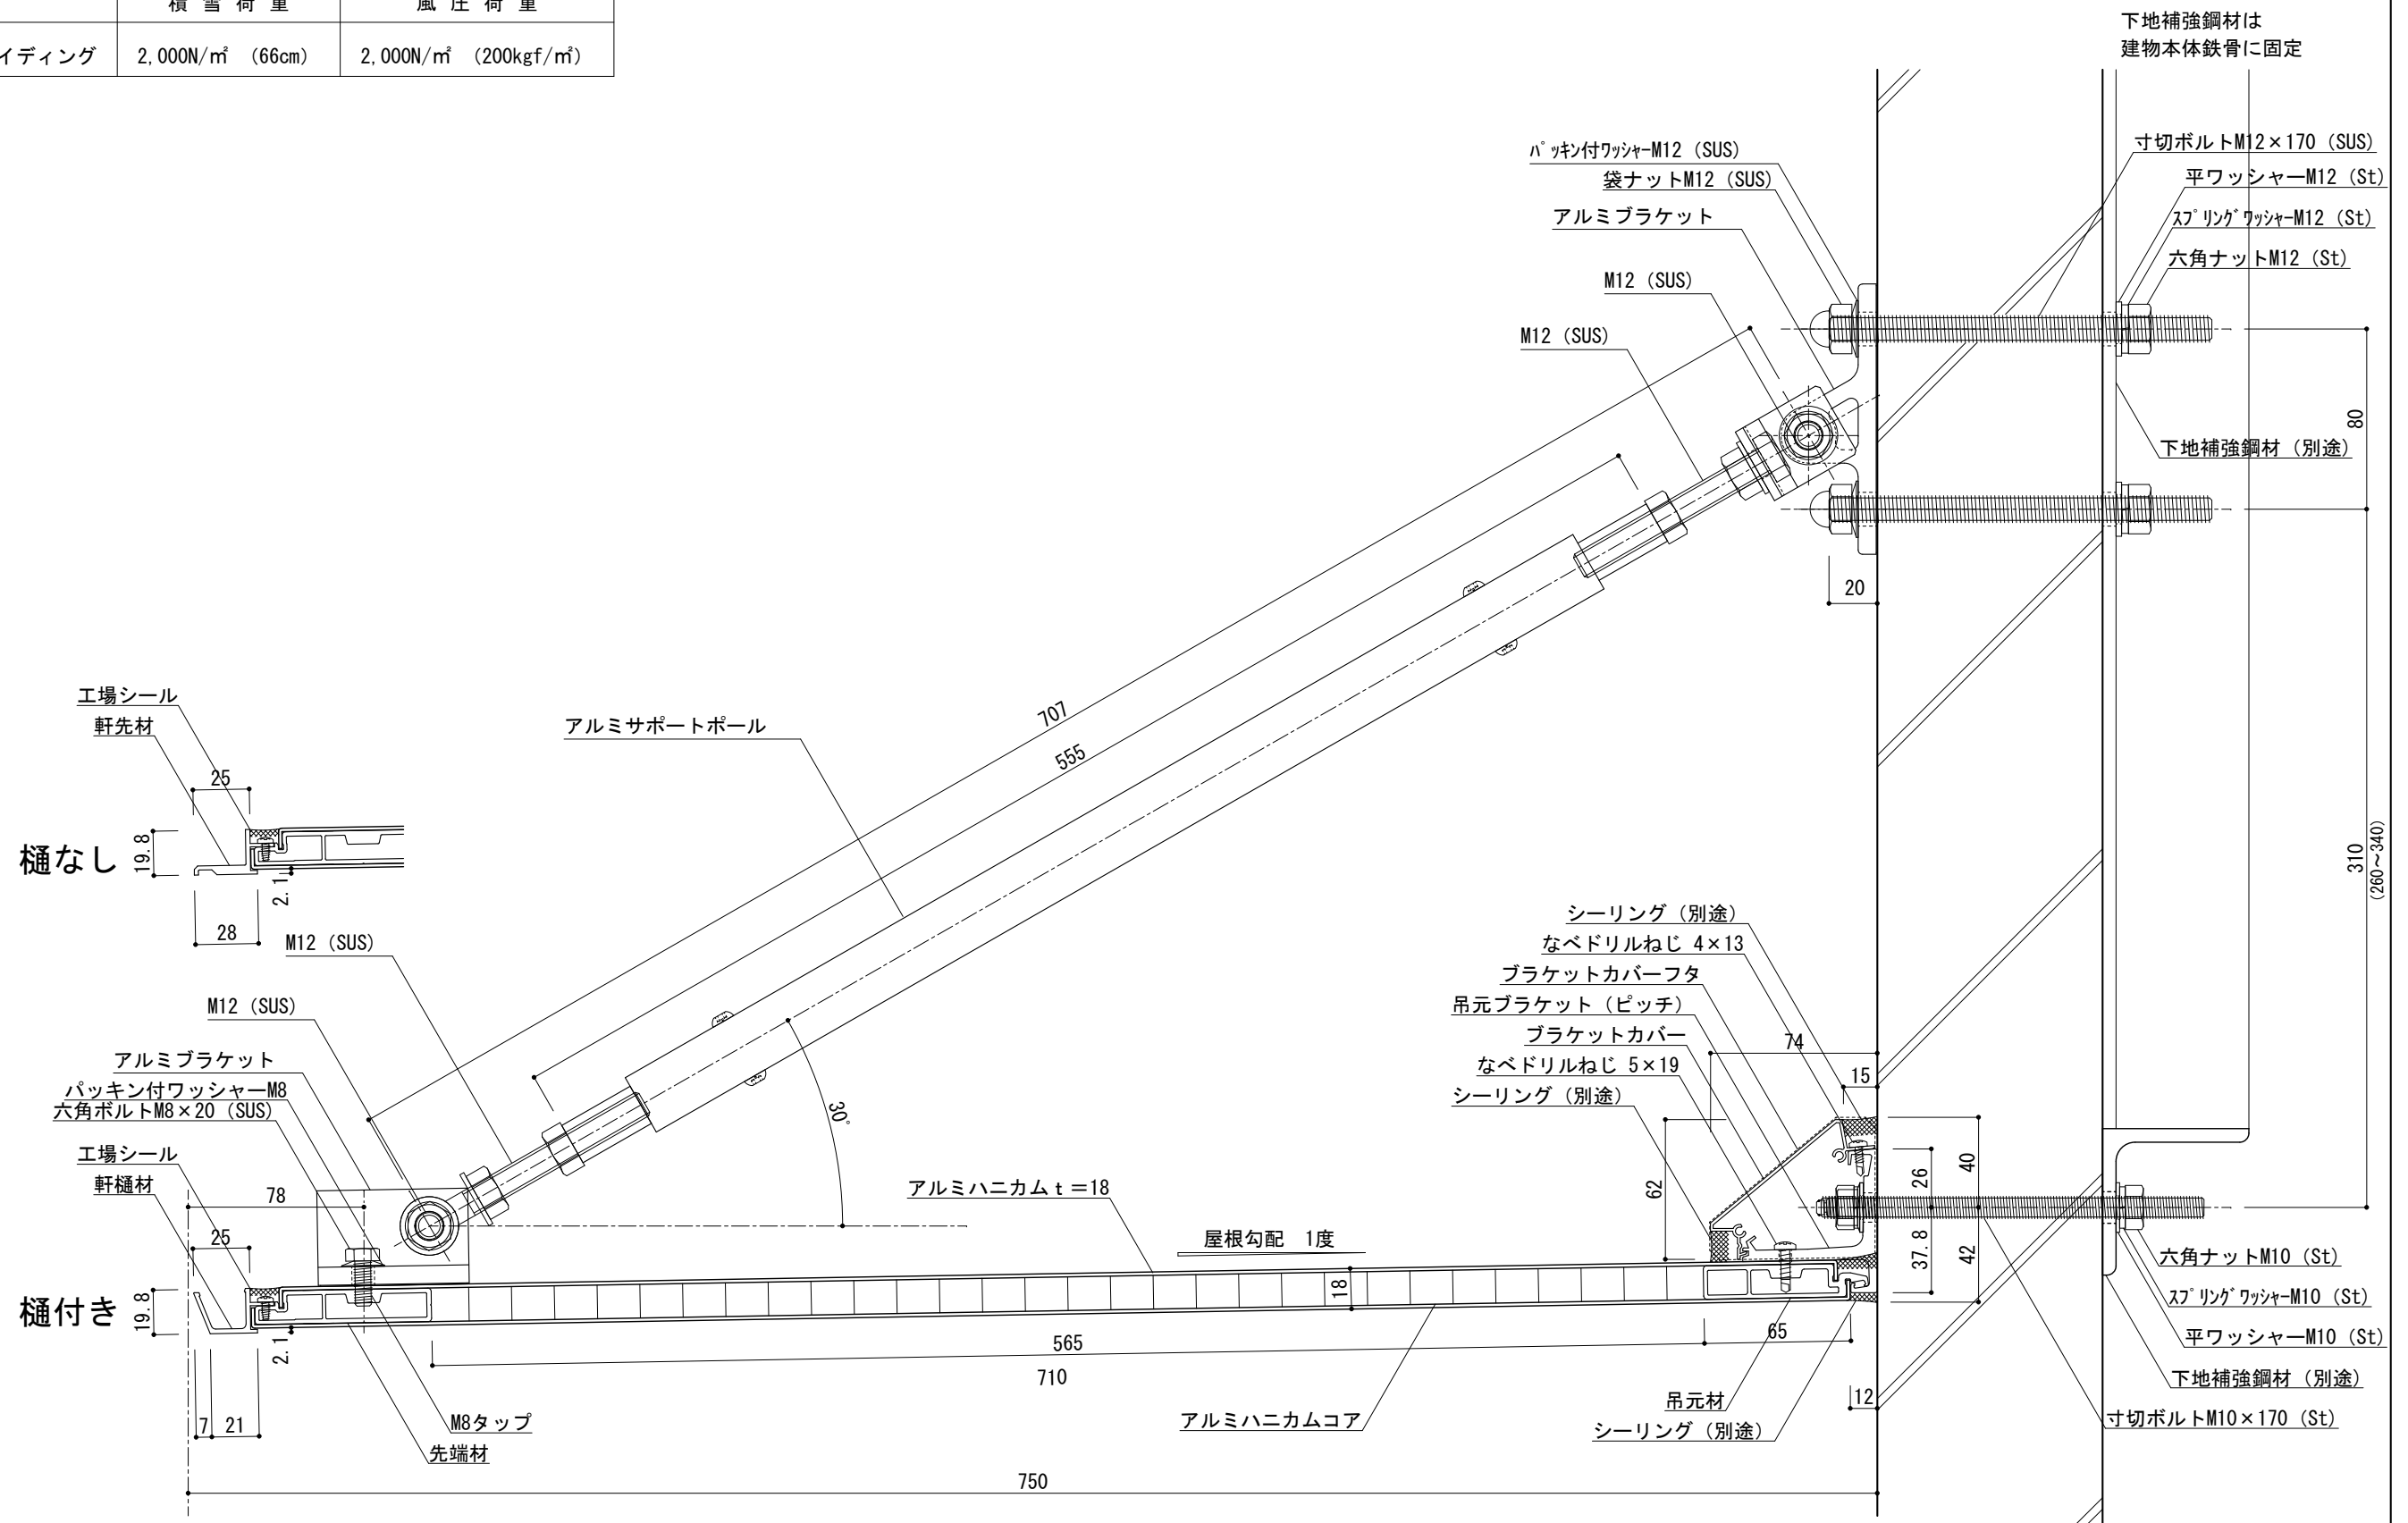 積 雪 荷 重
風 圧 荷 重
イディング
2,000N/㎡ (66cm)
2,000N/㎡ (200kgf/㎡)
下地補強鋼材は
建物本体鉄骨に固定
ﾊﾟｯｷﾝ付ﾜｯｼｬｰM12 (SUS)
袋ナットM12 (SUS)
アルミブラケット
M12 (SUS)
M12 (SUS)
寸切ボルトM12×170 (SUS)
平ワッシャーM12 (St)
ｽﾌﾟﾘﾝｸﾞﾜｯｼｬｰM12 (St)
六角ナットM12 (St)
80
下地補強鋼材 (別途)
20
707
555
アルミサポートポール
工場シール
軒先材
25
19.8
樋なし
2.1
28
310
(260~340)
M12 (SUS)
M12 (SUS)
アルミブラケット
パッキン付ワッシャーM8
六角ボルトM8×20 (SUS)
工場シール
軒樋材
78
25
19.8
樋付き
2.1
7
21
30°
シーリング (別途)
なべドリルねじ 4×13
ブラケットカバーフタ
吊元ブラケット (ピッチ)
ブラケットカバー
なべドリルねじ 5×19
シーリング (別途)
74
15
62
26
40
37.8
42
アルミハニカムｔ＝18
屋根勾配 1度
18
565
65
710
12
M8タップ
先端材
アルミハニカムコア
吊元材
シーリング (別途)
六角ナットM10 (St)
ｽﾌﾟﾘﾝｸﾞﾜｯｼｬｰM10 (St)
平ワッシャーM10 (St)
下地補強鋼材 (別途)
寸切ボルトM10×170 (St)
750